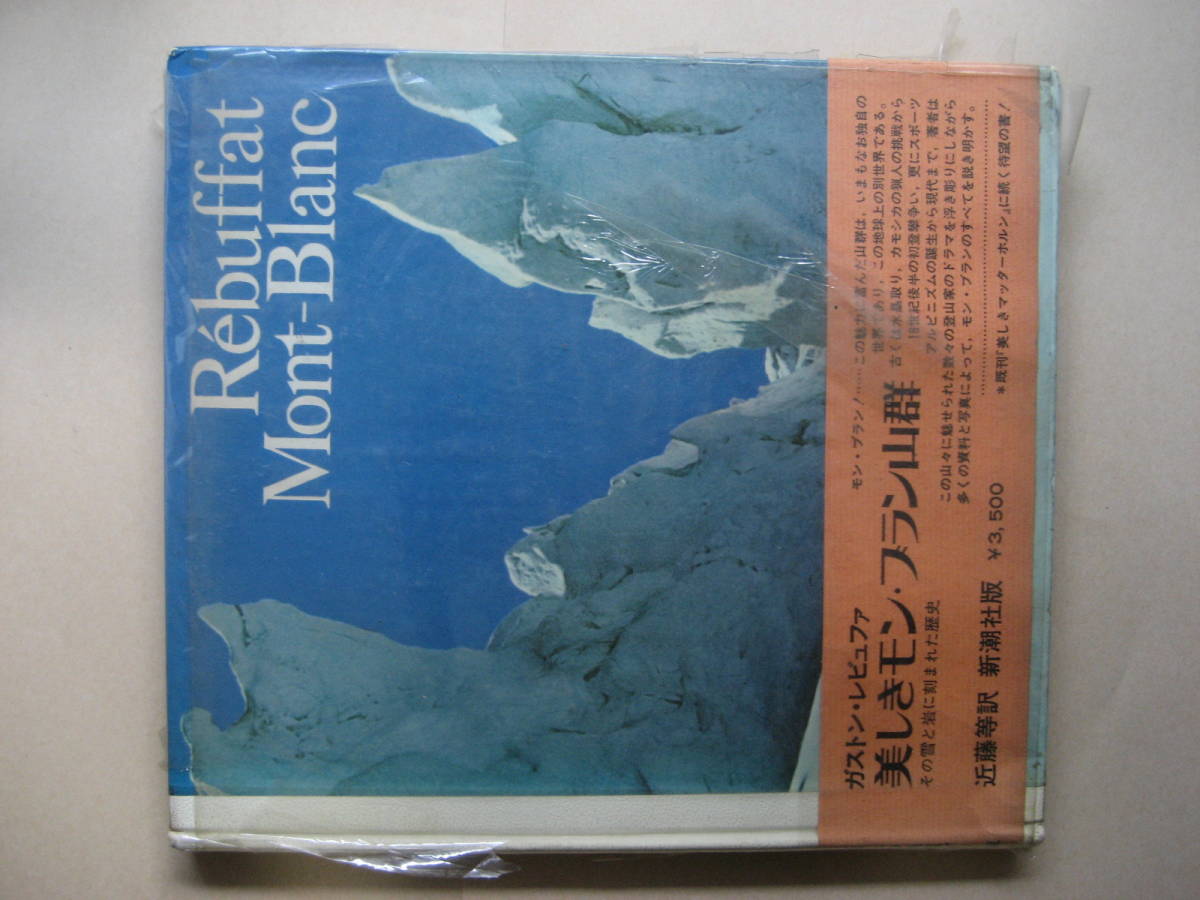 Rébuffat
Mont-Blanc
ガストン・レビュファ
美しきモン・ブラン山群
その雪と岩に刻まれた歴史
近藤等訳 新潮社版 ¥3,500
モン・ブラン!……この魅力に富んだ山群は、いまもなお独自の
世界であり、この地球上の別世界である。
古くは水晶取り、カモシカの猟人の挑戦から
18世紀後半の初登攀争い、更にスポーツ
アルピニズムの誕生から現代まで、著者は
この山々に魅せられた数々の登山家のドラマを浮き彫りにしながら
多くの資料と写真によって、モン・ブランのすべてを説き明かす。
*既刊『美しきマッターホルン』に続く待望の書!